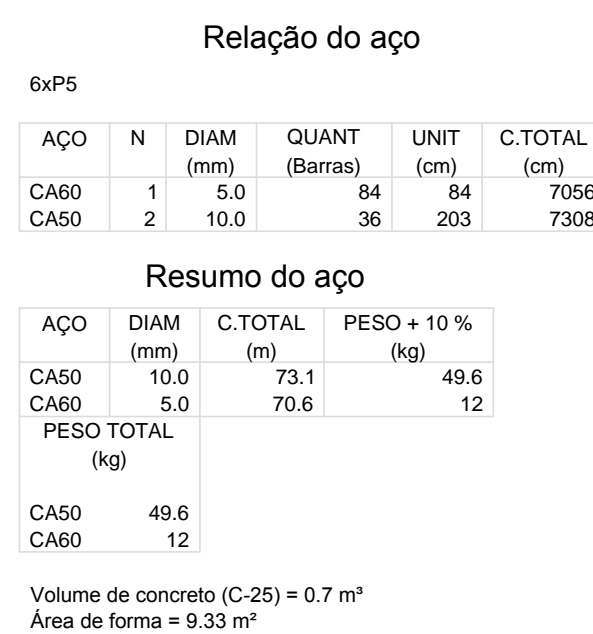 Relação do aço
6xP5
AÇO N DIAM QUANT UNIT C.TOTAL
(mm) (Barras) (cm) (cm)
CA60 1 5.0 84 84 7056
CA50 2 10.0 36 203 7308
Resumo do aço
AÇO DIAM C.TOTAL PESO + 10 %
(mm) (m) (kg)
CA50 10.0 73.1 49.6
CA60 5.0 70.6 12
PESO TOTAL
(kg)
CA50 49.6
CA60 12
Volume de concreto (C-25) = 0.7 m³
Área de forma = 9.33 m²